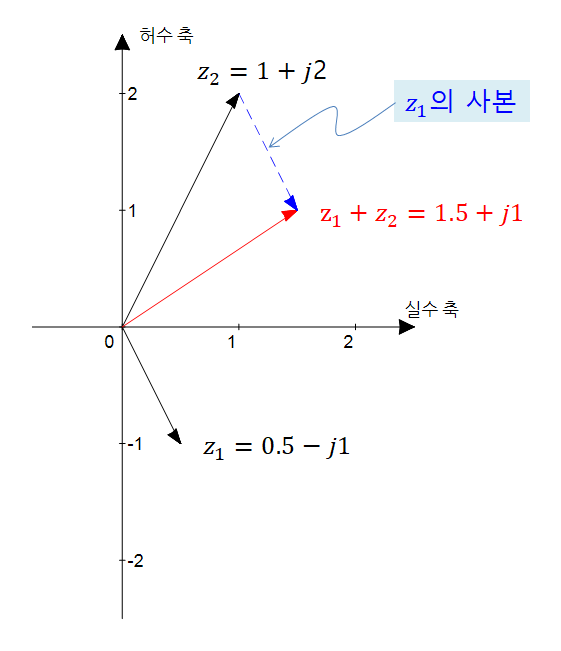 허수 축
z₂ = 1 + j2
2
z₁의 사본
1
z₁ + z₂ = 1.5 + j1
실수 축
0
1
2
-1
z₁ = 0.5 − j1
-2